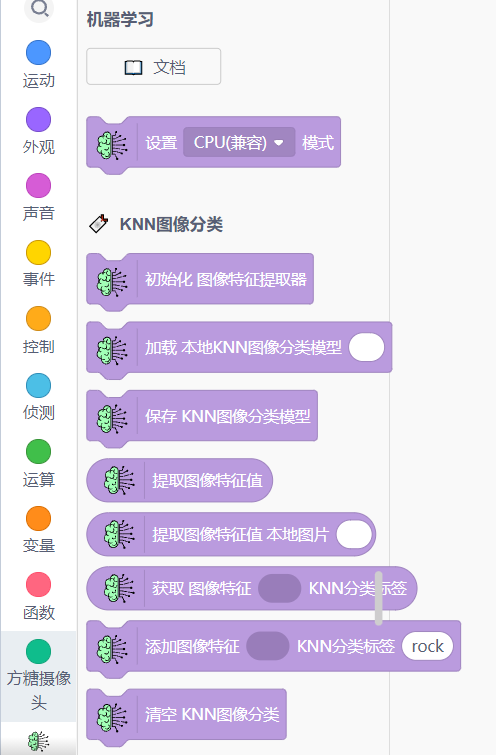 机器学习
文档
设置 CPU(兼容) 模式
KNN图像分类
初始化 图像特征提取器
加载 本地KNN图像分类模型
保存 KNN图像分类模型
提取图像特征值
提取图像特征值 本地图片
获取 图像特征 KNN分类标签
添加图像特征 KNN分类标签 rock
清空 KNN图像分类
运动
外观
声音
事件
控制
侦测
运算
变量
函数
方糖摄像
头